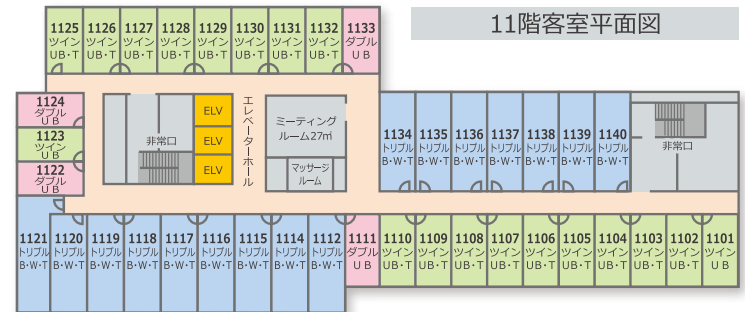 11階客室平面図
1125
ツイン
UB・T
1126
ツイン
UB・T
1127
ツイン
UB・T
1128
ツイン
UB・T
1129
ツイン
UB・T
1130
ツイン
UB・T
1131
ツイン
UB・T
1132
ツイン
UB・T
1133
ダブル
UB
1124
ダブル
UB
1123
ツイン
UB
1122
ダブル
UB
非常口
ELV
ELV
ELV
エレベーターホール
ミーティング
ルーム27㎡
マッサージ
ルーム
1134
トリプル
B・W・T
1135
トリプル
B・W・T
1136
トリプル
B・W・T
1137
トリプル
B・W・T
1138
トリプル
B・W・T
1139
トリプル
B・W・T
1140
トリプル
B・W・T
非常口
1121
トリプル
B・W・T
1120
トリプル
B・W・T
1119
トリプル
B・W・T
1118
トリプル
B・W・T
1117
トリプル
B・W・T
1116
トリプル
B・W・T
1115
トリプル
B・W・T
1114
トリプル
B・W・T
1112
トリプル
B・W・T
1111
ダブル
UB
1110
ツイン
UB・T
1109
ツイン
UB・T
1108
ツイン
UB・T
1107
ツイン
UB・T
1106
ツイン
UB・T
1105
ツイン
UB・T
1104
ツイン
UB・T
1103
ツイン
UB・T
1102
ツイン
UB・T
1101
ツイン
UB